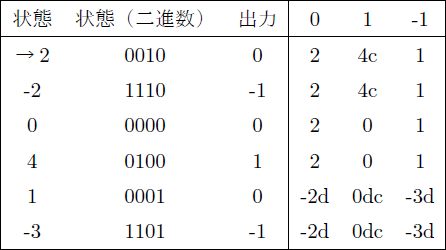 状態 状態（二進数） 出力 0 1 -1
→2 0010 0 2 4c 1
-2 1110 -1 2 4c 1
0 0000 0 2 0 1
4 0100 1 2 0 1
1 0001 0 -2d 0dc -3d
-3 1101 -1 -2d 0dc -3d